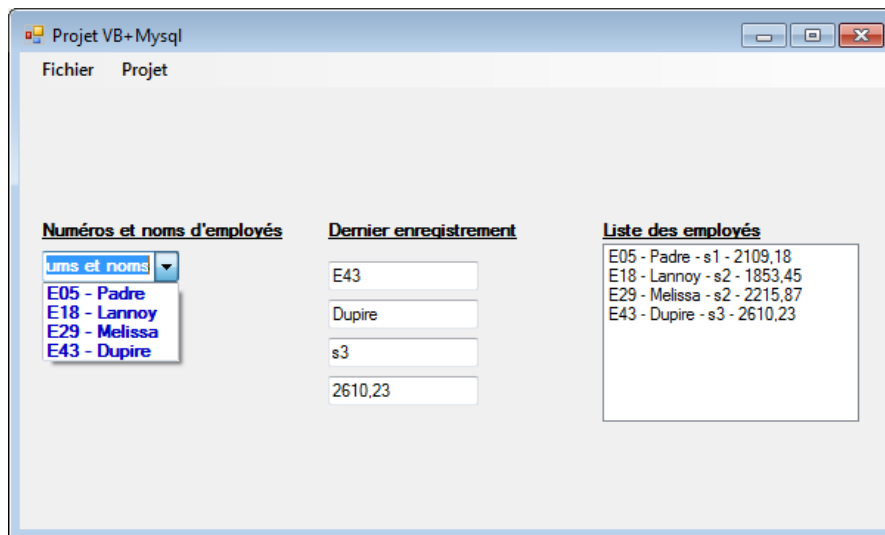 Projet VB+Mysql
Fichier Projet
Numéros et noms d'employés
ums et noms
E05 - Padre
E18 - Lannoy
E29 - Melissa
E43 - Dupire
Dernier enregistrement
E43
Dupire
s3
2610,23
Liste des employés
E05 - Padre - s1 - 2109,18
E18 - Lannoy - s2 - 1853,45
E29 - Melissa - s2 - 2215,87
E43 - Dupire - s3 - 2610,23